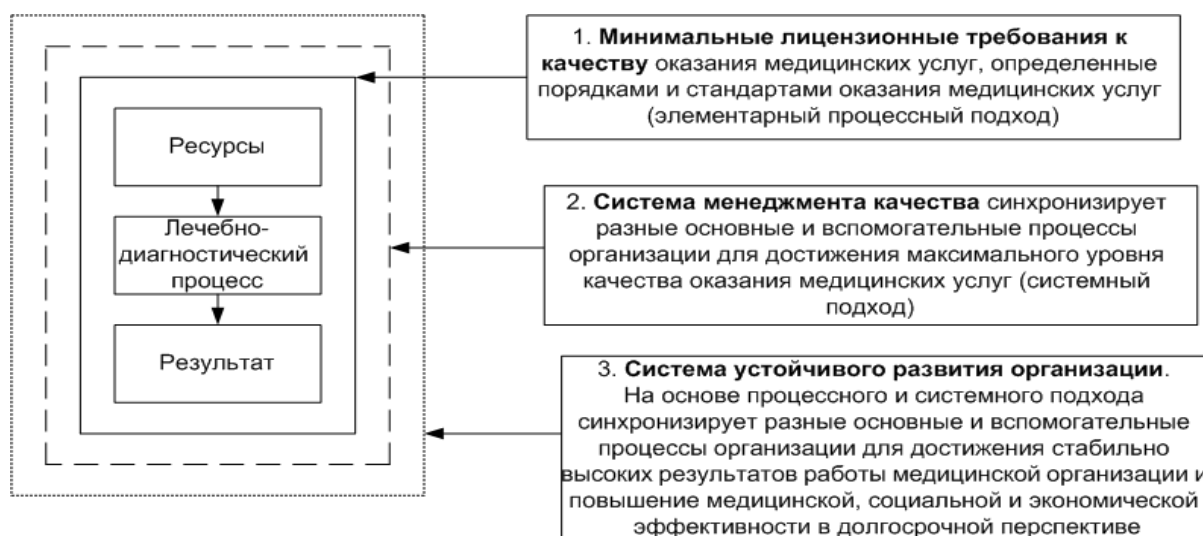 Ресурсы
Лечебно-
диагностический
процесс
Результат
1. Минимальные лицензионные требования к
качеству оказания медицинских услуг, определенные
порядками и стандартами оказания медицинских услуг
(элементарный процессный подход)
2. Система менеджмента качества синхронизирует
разные основные и вспомогательные процессы
организации для достижения максимального уровня
качества оказания медицинских услуг (системный
подход)
3. Система устойчивого развития организации.
На основе процессного и системного подхода
синхронизирует разные основные и вспомогательные
процессы организации для достижения стабильно
высоких результатов работы медицинской организации и
повышение медицинской, социальной и экономической
эффективности в долгосрочной перспективе